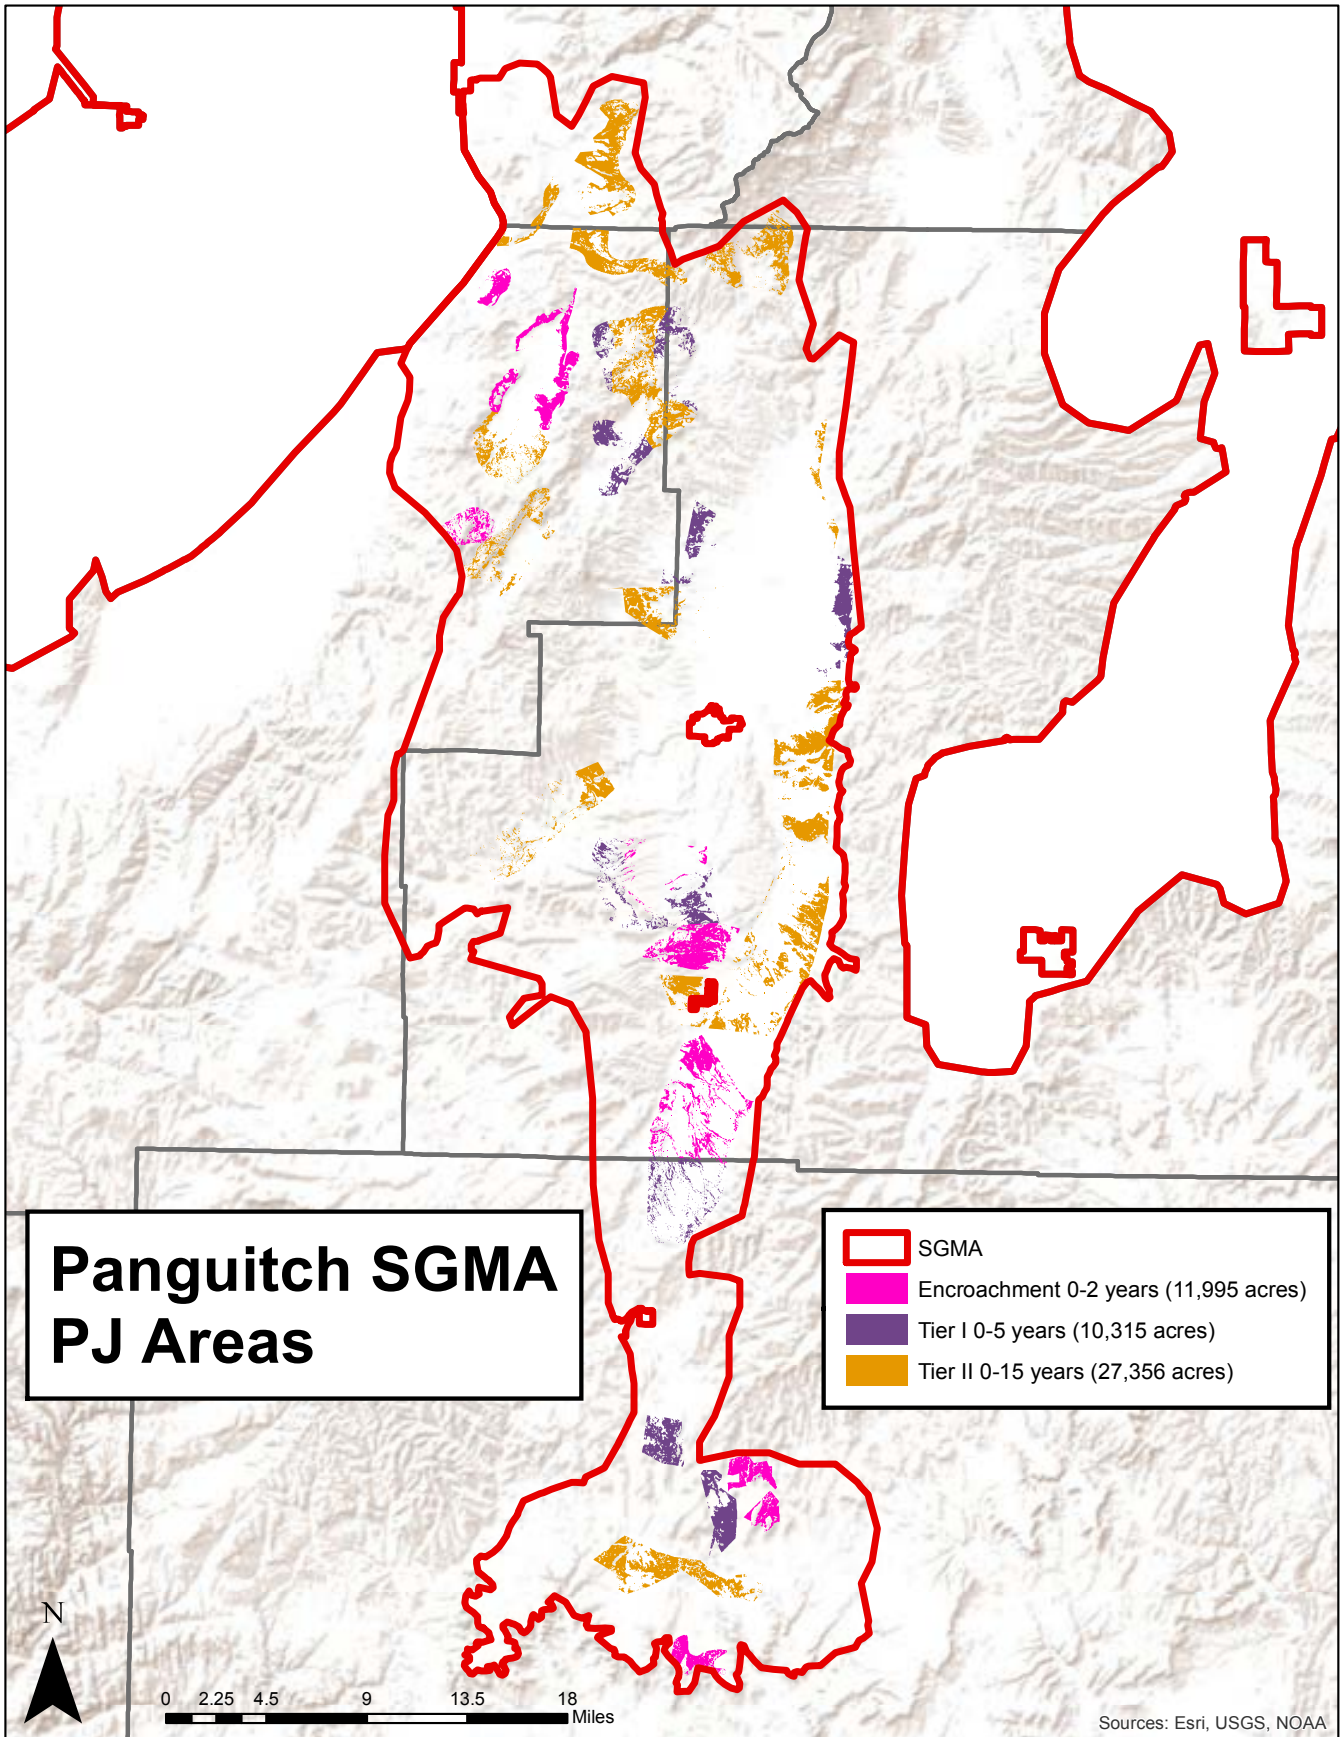 Panguitch SGMA
PJ Areas
SGMA
Encroachment 0-2 years (11,995 acres)
Tier I 0-5 years (10,315 acres)
Tier II 0-15 years (27,356 acres)
N
0 2.25 4.5 9 13.5 18
Miles
Sources: Esri, USGS, NOAA